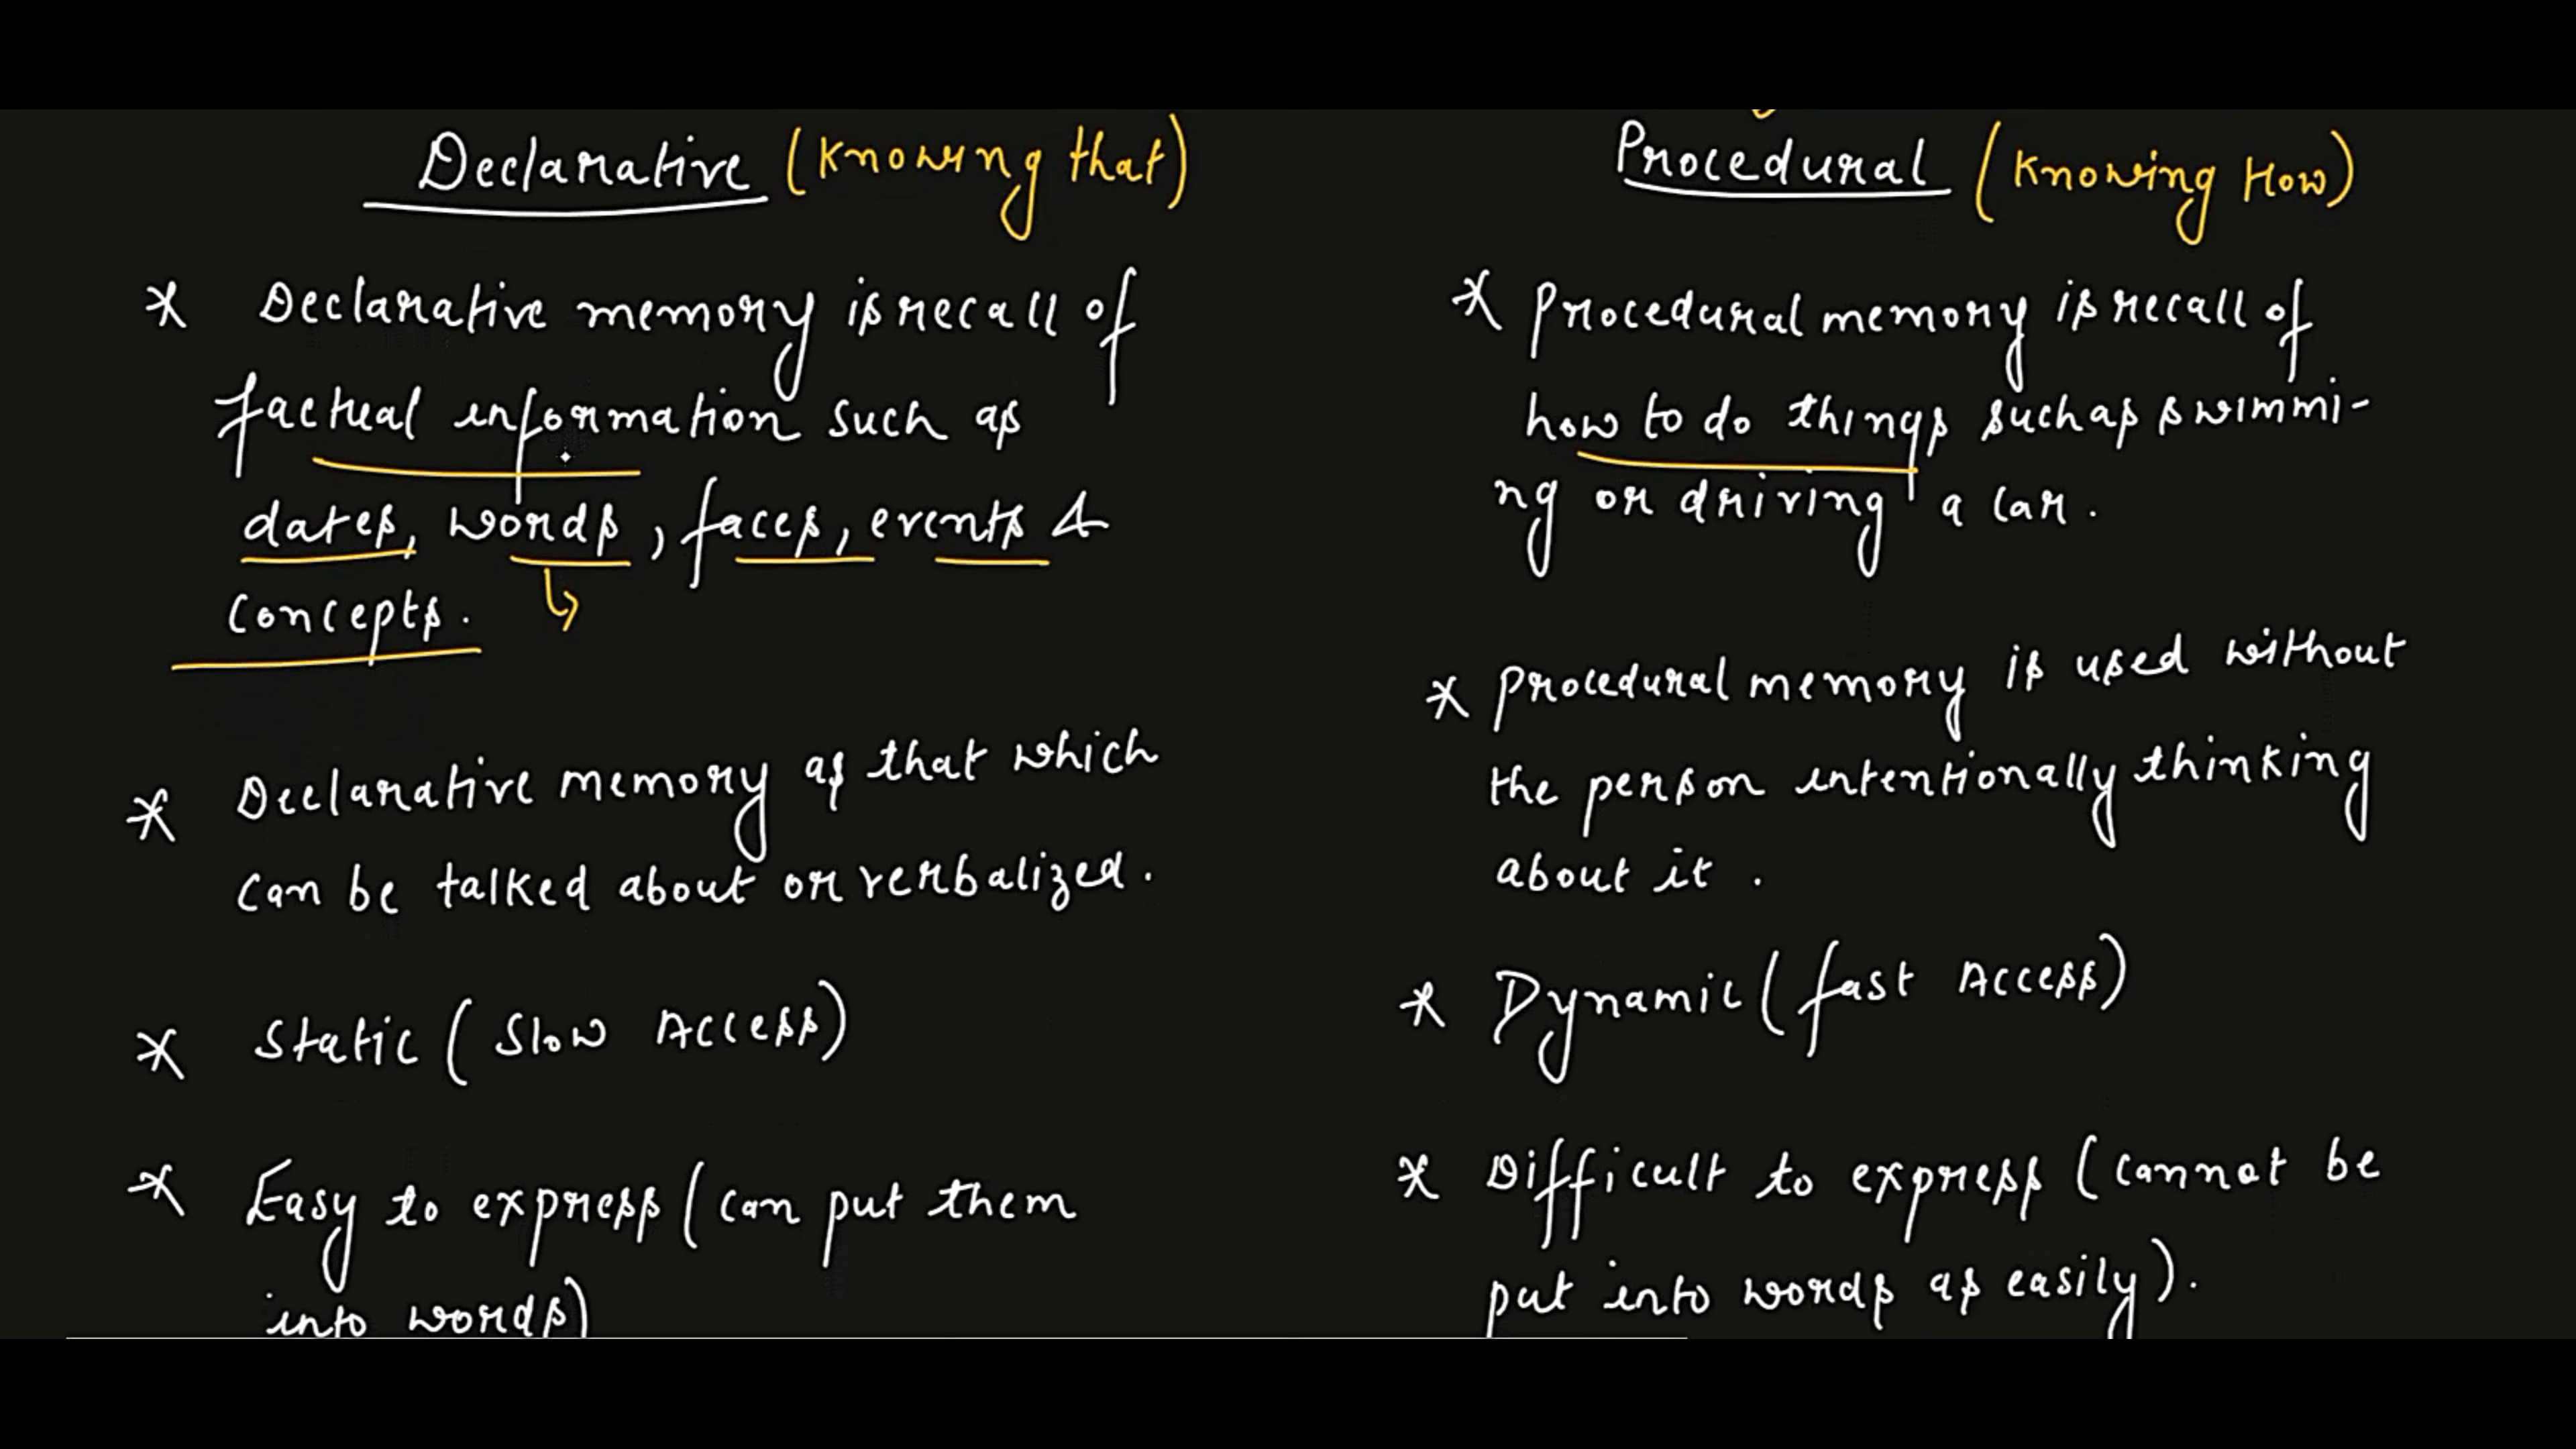 Declarative (Knowing that)
* Declarative memory is recall of
factual information such as
dates, words, faces, events &
concepts.
* Declarative memory as that which
can be talked about or verbalized.
* Static (Slow Access)
* Easy to express (can put them
into words)
Procedural (Knowing How)
* Procedural memory is recall of
how to do things such as swimmi-
ng or driving a car.
* Procedural memory is used without
the person intentionally thinking
about it.
* Dynamic (fast Access)
* Difficult to express (cannot be
put into words as easily).